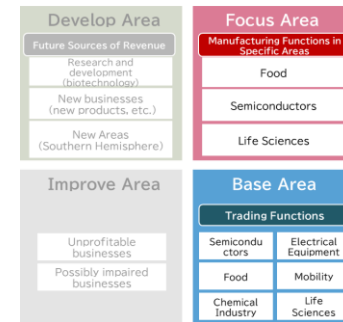 Develop Area
Future Sources of Revenue
Research and
development
(biotechnology)
New businesses
(new products, etc.)
New Areas
(Southern Hemisphere)
Focus Area
Manufacturing Functions in
Specific Areas
Food
Semiconductors
Life Sciences
Improve Area
Unprofitable
businesses
Possibly impaired
businesses
Base Area
Trading Functions
Semicondu
ctors
Electrical
Equipment
Food
Mobility
Chemical
Industry
Life
Sciences